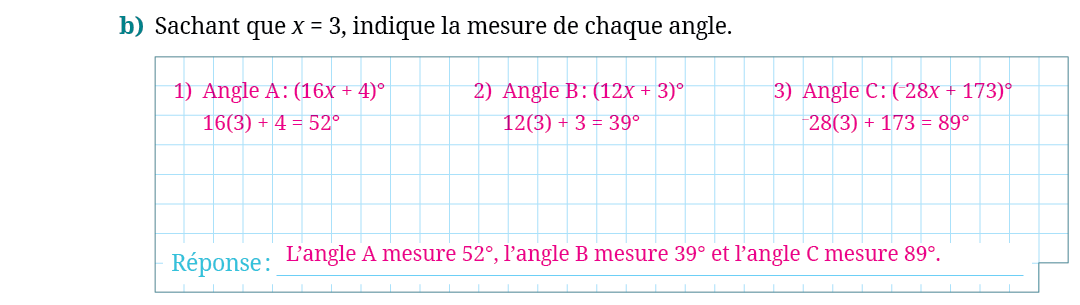 b) Sachant que x = 3, indique la mesure de chaque angle.
1) Angle A : (16x + 4)° 2) Angle B : (12x + 3)° 3) Angle C : (⁻28x + 173)°
16(3) + 4 = 52° 12(3) + 3 = 39° ⁻28(3) + 173 = 89°
Réponse : L’angle A mesure 52°, l’angle B mesure 39° et l’angle C mesure 89°.